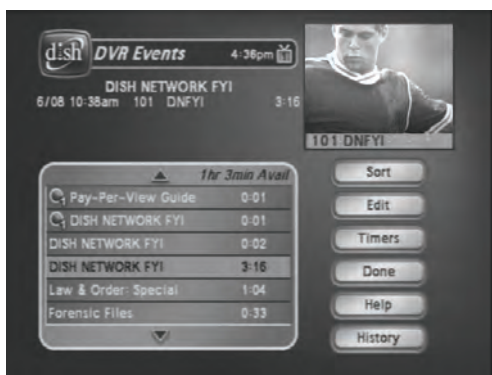 dish DVR Events 4:36pm
DISH NETWORK FYI
6/08 10:38am 101 DNFYI 3:16
101 DNFYI
1hr 3min Avail
Pay-Per-View Guide 0:01
DISH NETWORK FYI 0:01
DISH NETWORK FYI 0:02
DISH NETWORK FYI 3:16
Law & Order: Special 1:04
Forensic Files 0:33
Sort
Edit
Timers
Done
Help
History